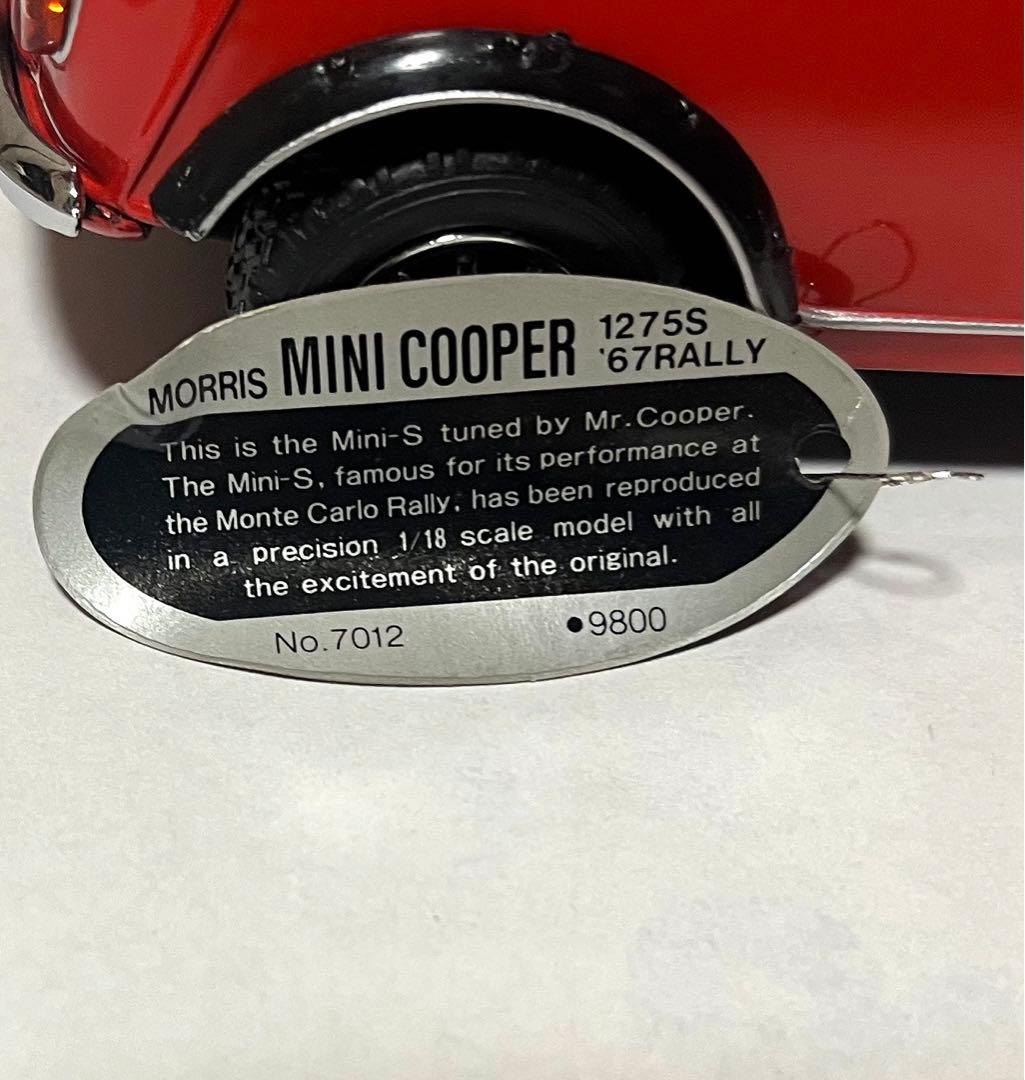 MORRIS MINI COOPER 1275S '67RALLY
This is the Mini-S tuned by Mr.Cooper.
The Mini-S, famous for its performance at
the Monte Carlo Rally, has been reproduced
in a precision 1/18 scale model with all
the excitement of the original.
No.7012 •9800